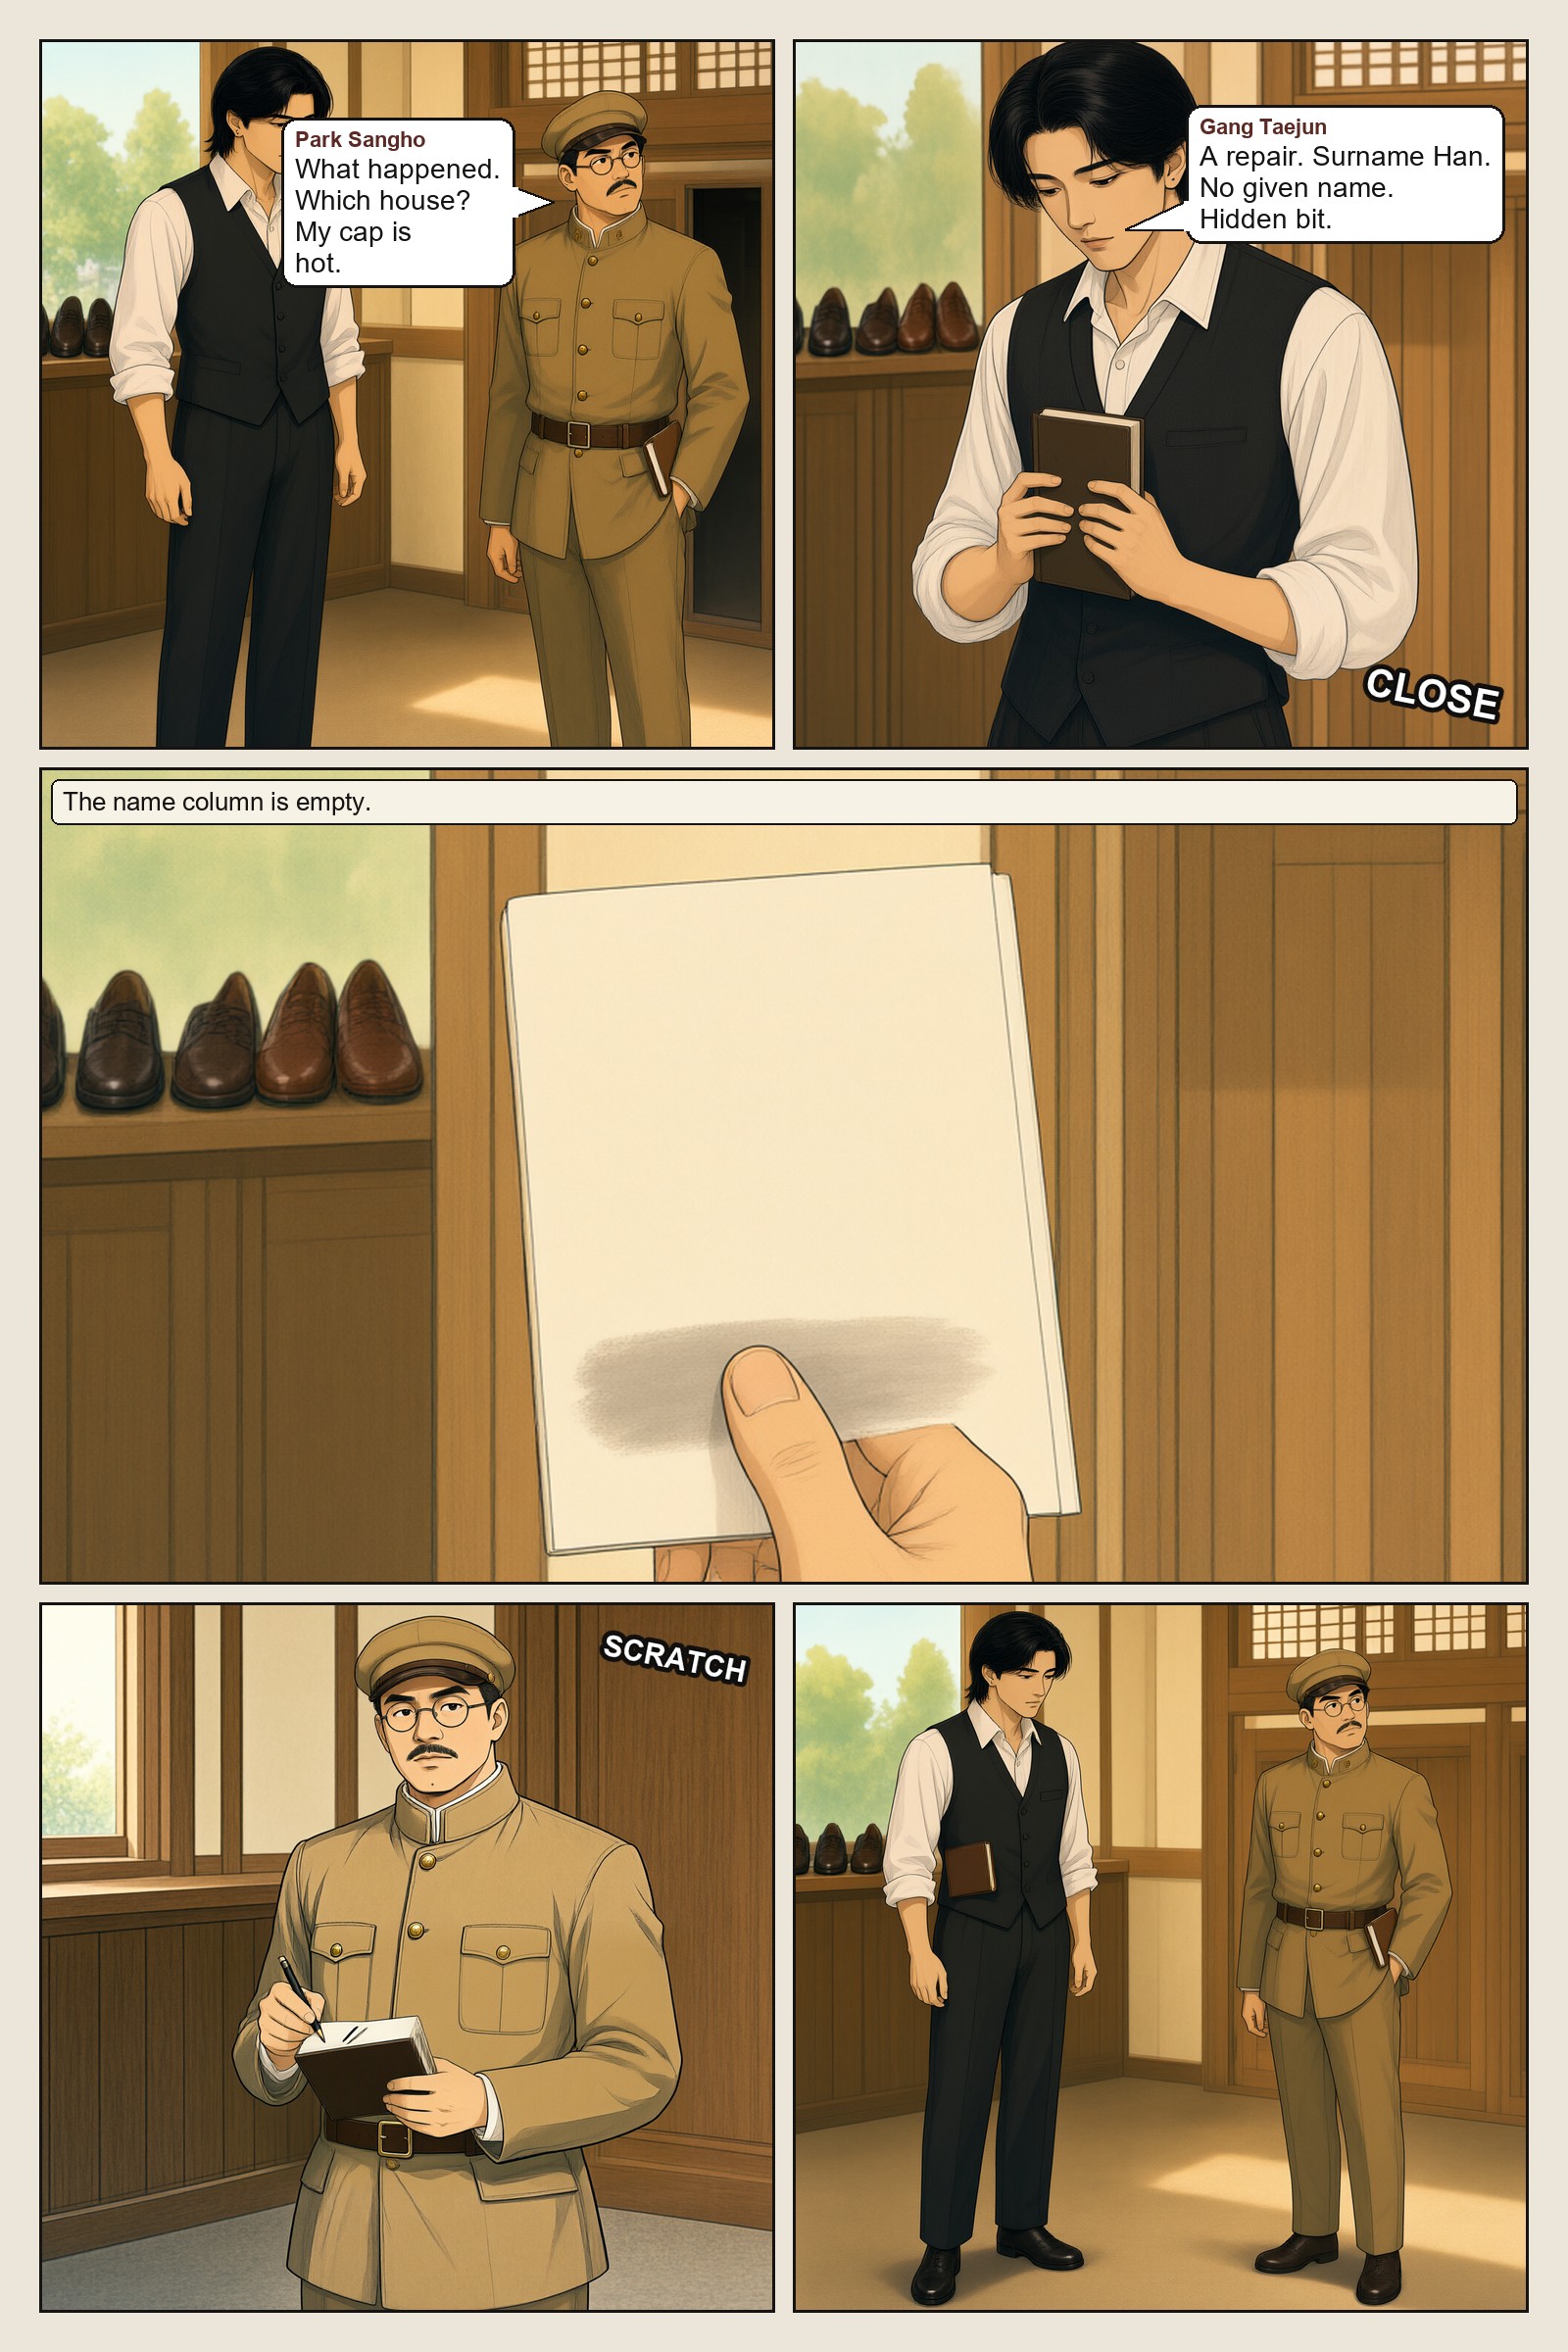 Park Sangho
What happened.
Which house?
My cap is
hot.
Gang Taejun
A repair. Surname Han.
No given name.
Hidden bit.
CLOSE
The name column is empty.
SCRATCH